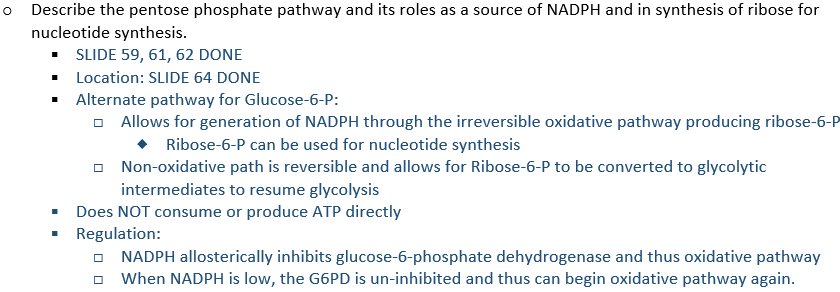 Describe the pentose phosphate pathway and its roles as a source of NADPH and in synthesis of ribose for
nucleotide synthesis.
SLIDE 59, 61, 62 DONE
Location: SLIDE 64 DONE
Alternate pathway for Glucose-6-P:
Allows for generation of NADPH through the irreversible oxidative pathway producing ribose-6-P
Ribose-6-P can be used for nucleotide synthesis
Non-oxidative path is reversible and allows for Ribose-6-P to be converted to glycolytic
intermediates to resume glycolysis
Does NOT consume or produce ATP directly
Regulation:
NADPH allosterically inhibits glucose-6-phosphate dehydrogenase and thus oxidative pathway
When NADPH is low, the G6PD is un-inhibited and thus can begin oxidative pathway again.